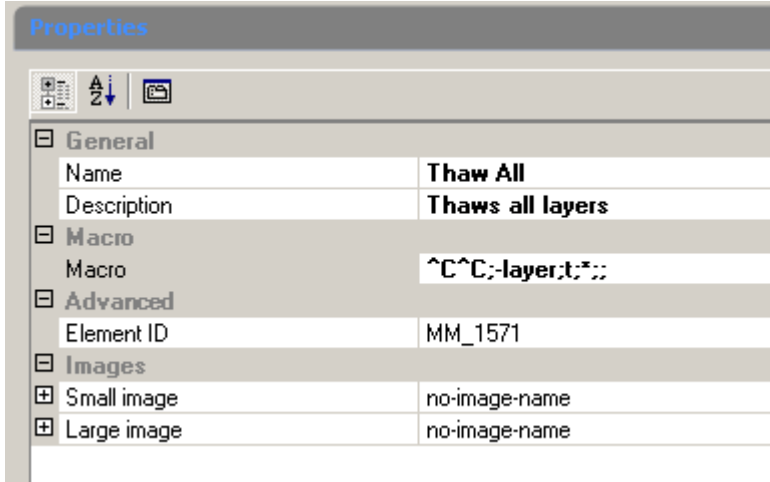 Properties
General
Name Thaw All
Description Thaws all layers
Macro
Macro ^C^C;-layer;t;*;;
Advanced
Element ID MM_1571
Images
Small image no-image-name
Large image no-image-name